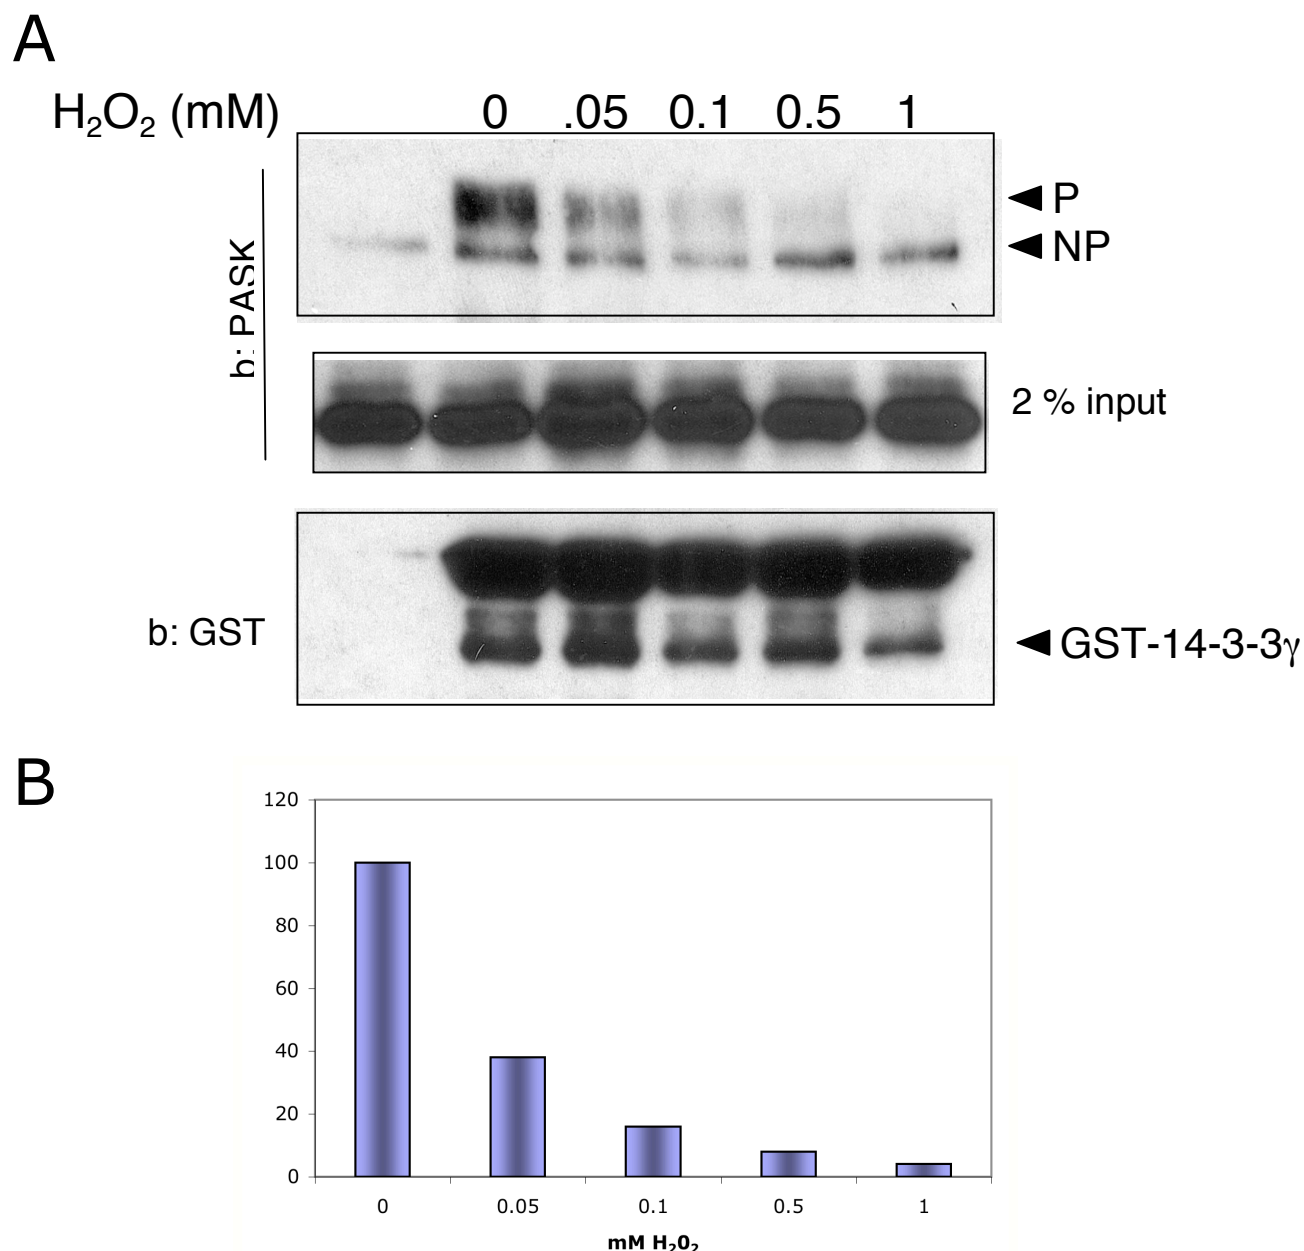 A
H₂O₂ (mM) 0 .05 0.1 0.5 1
P
NP
b: PASK
2 % input
b: GST
GST-14-3-3γ
B
120
100
80
60
40
20
0
0 0.05 0.1 0.5 1
mM H₂0₂